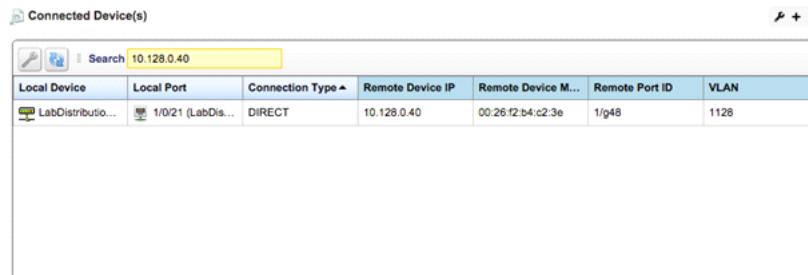 Connected Device(s)
Search 10.128.0.40
Local Device Local Port Connection Type Remote Device IP Remote Device M... Remote Port ID VLAN
LabDistributio... 1/0/21 (LabDis... DIRECT 10.128.0.40 00:26:f2:b4:c2:3e 1/g48 1128